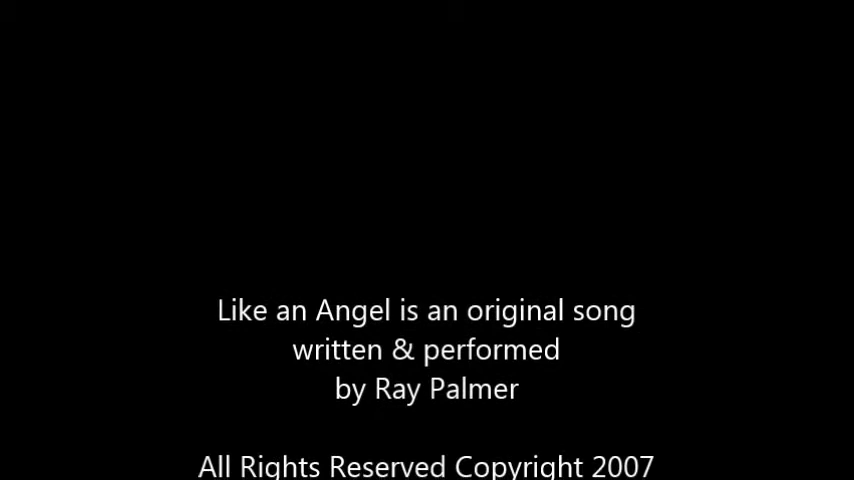 Like an Angel is an original song
written & performed
by Ray Palmer
All Rights Reserved Copyright 2007